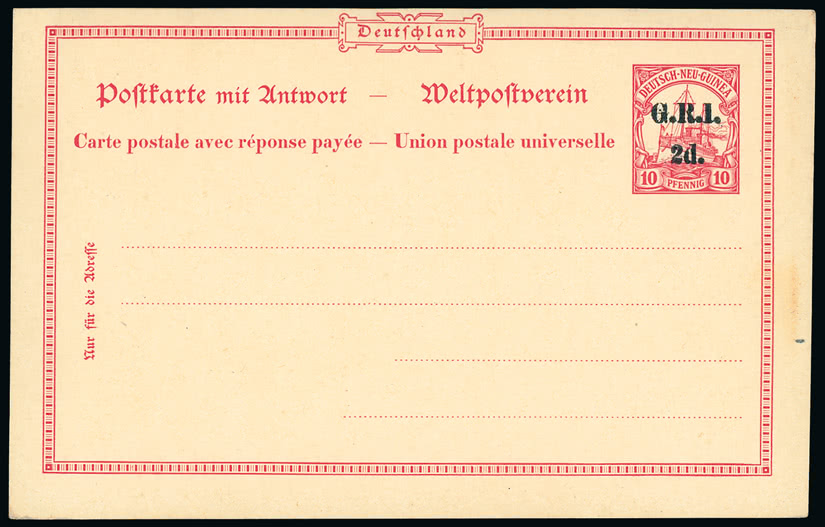 Deutſchland
Poſtkarte mit Antwort — Weltpoſtverein
Carte postale avec réponse payée — Union postale universelle
DEUTSCH-NEU-GUINEA
G.R.I.
2d.
10 PFENNIG 10
Nur für die Adreſſe